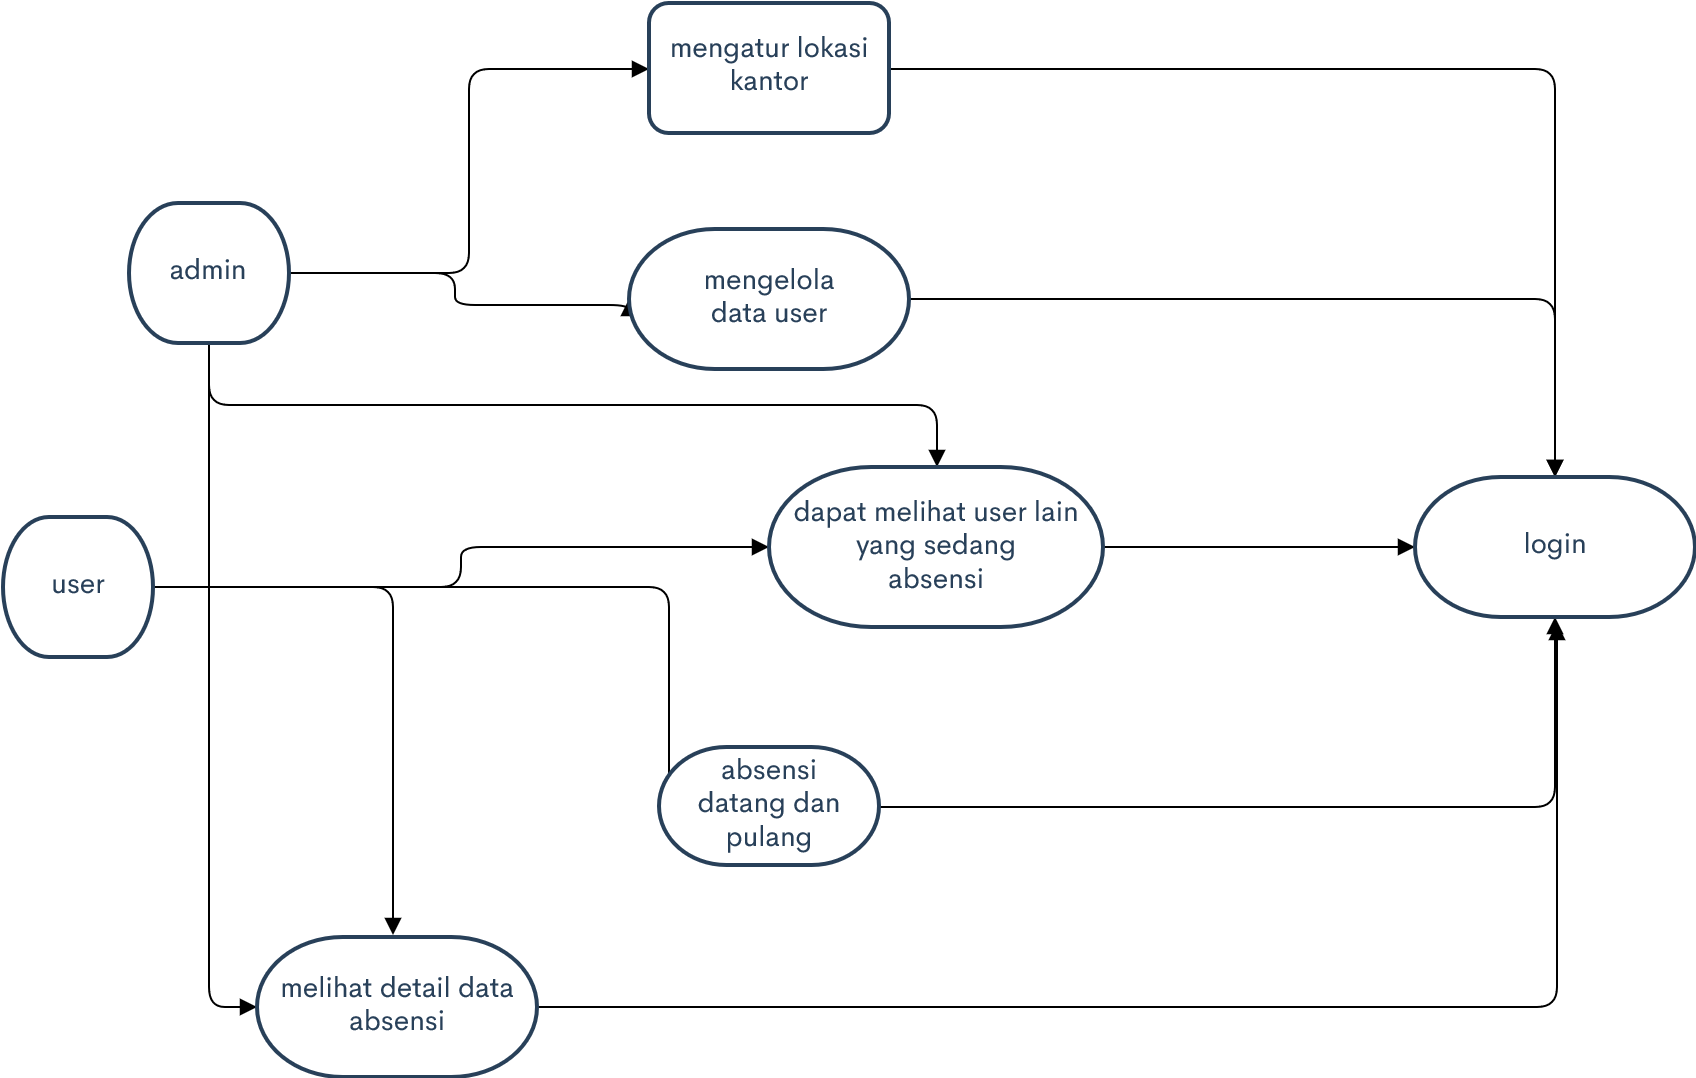 mengatur lokasi
kantor
admin
mengelola
data user
dapat melihat user lain
yang sedang
absensi
login
user
absensi
datang dan
pulang
melihat detail data
absensi